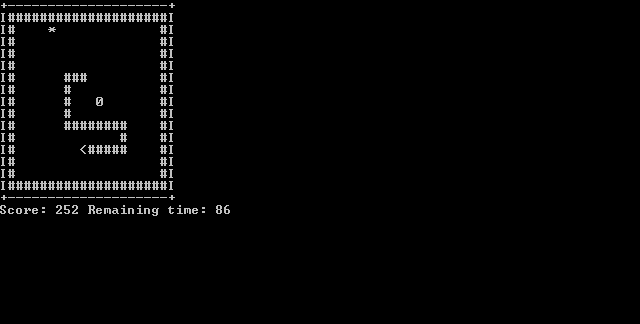 +--------------------+
I####################I
I#    *             #I
I#                  #I
I#                  #I
I#                  #I
I#      ###         #I
I#      #           #I
I#      #   0       #I
I#      #           #I
I#      ########    #I
I#             #    #I
I#        <#####    #I
I#                  #I
I#                  #I
I####################I
+--------------------+
Score: 252 Remaining time: 86